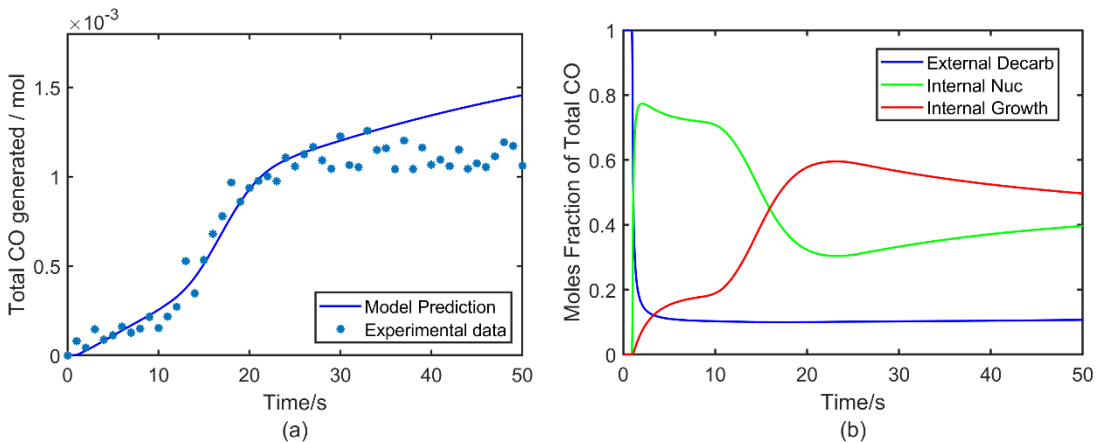 ×10⁻³
Total CO generated / mol
1.5
1
0.5
0
0 10 20 30 40 50
Model Prediction
Experimental data
Time/s
(a)
Moles Fraction of Total CO
1
0.8
0.6
0.4
0.2
0
0 10 20 30 40 50
External Decarb
Internal Nuc
Internal Growth
Time/s
(b)